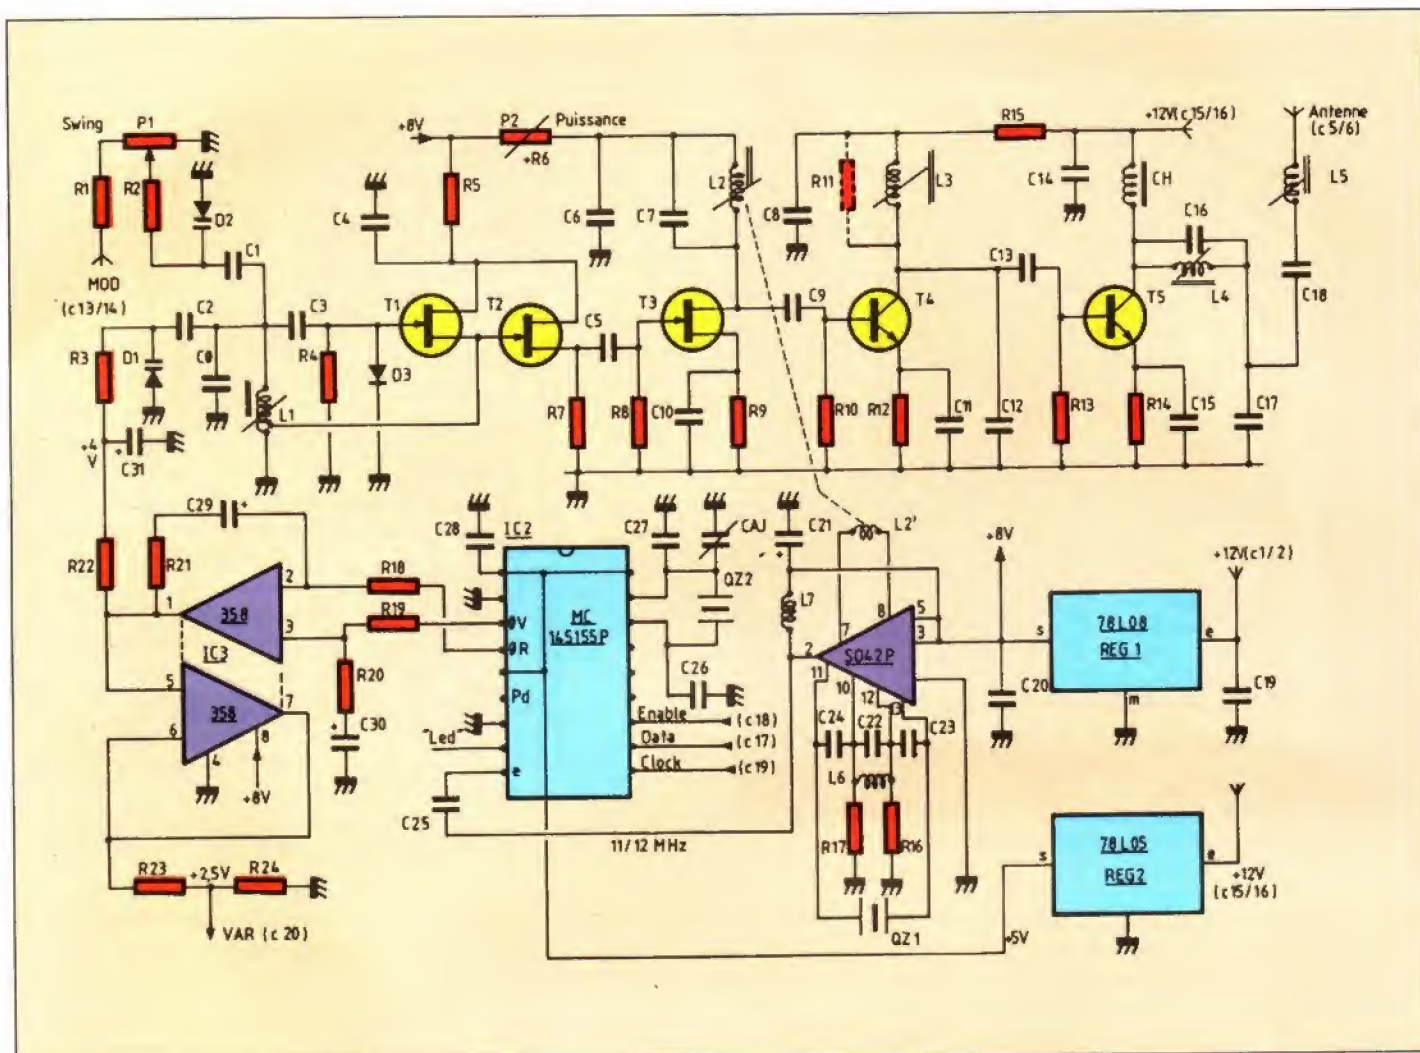 Swing
P1
+8V
P2
Puissance
+R6
R15
+12V(c15/16)
Antenne
(c 5/6)
R1
R2
D2
C1
C4
R5
C6
C7
L2
C8
R11
L3
C14
CH
C16
L4
L5
C18
MOD
(c13/14)
C2
C3
T1
T2
C5
T3
C9
T4
C13
T5
R3
D1
L1
R4
D3
R7
R8
C10
R9
R10
R12
C11
C12
R13
R14
C15
C17
+4
V
+
C31
C29
+
R22
R21
1
358
2
3
IC3
R18
R19
C28
IC2
MC
145155P
ØV
ØR
Pd
"Led"
e
C27
CAJ
QZ2
C26
Enable
(c18)
Data
(c17)
Clock
(c19)
C21
+
L7
L2'
7
8
5
3
2
SO42P
11
10
12
13
C24
C22
C23
L6
R17
R16
QZ1
+8V
C20
s
78L08
REG 1
e
m
+12V(c1/2)
C19
5
6
358
7
8
4
+8V
R20
+
C30
C25
11/12 MHz
R23
+2,5V
R24
VAR (c 20)
+5V
s
78L05
REG2
e
+12V
(c15/16)